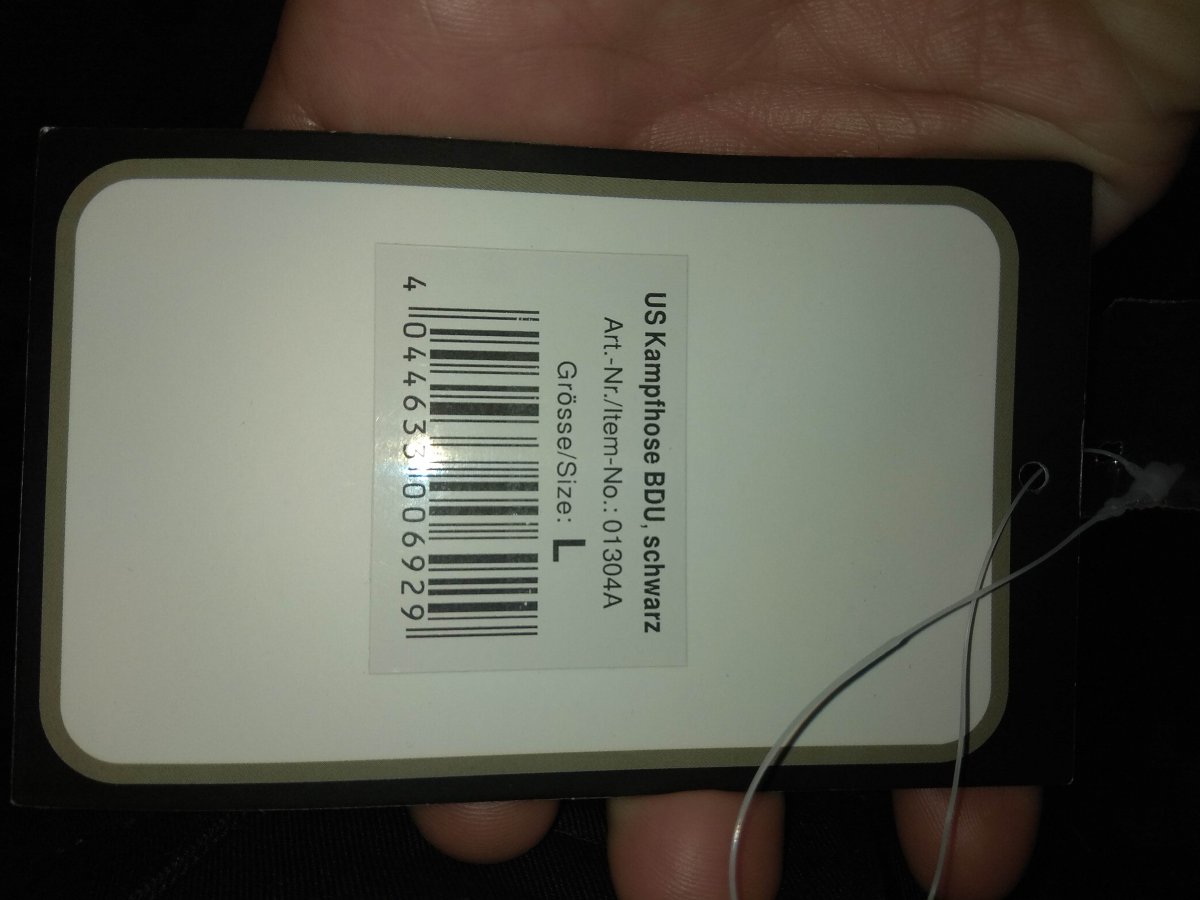 US Kampfhose BDU, schwarz
Art.-Nr./Item-No.: 01304A
Grösse/Size: L
4 044633 006929